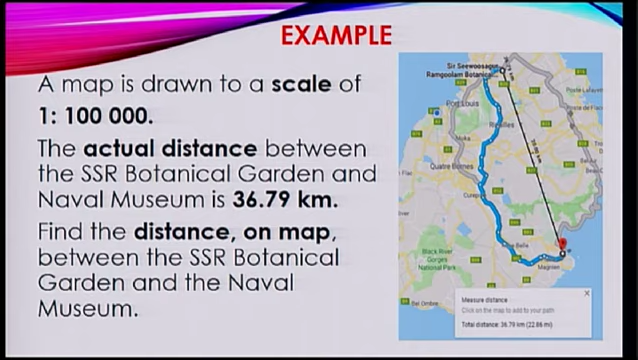 EXAMPLE
A map is drawn to a scale of
1: 100 000.
The actual distance between
the SSR Botanical Garden and
Naval Museum is 36.79 km.
Find the distance, on map,
between the SSR Botanical
Garden and the Naval
Museum.
Sir Seewoosagur
Ramgoolam Botanical...
Port Louis
Moka
Quatre Bornes
Black River
Gorges
National Park
Bel Ombre
Measure distance
Click on the map to add to your path
Total distance: 36.79 km (22.86 mi)